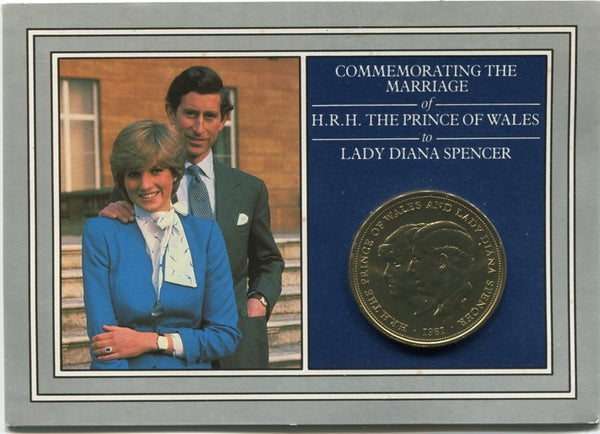 COMMEMORATING THE
MARRIAGE
of
H.R.H. THE PRINCE OF WALES
to
LADY DIANA SPENCER
H.R.H. THE PRINCE OF WALES AND LADY DIANA SPENCER
1981